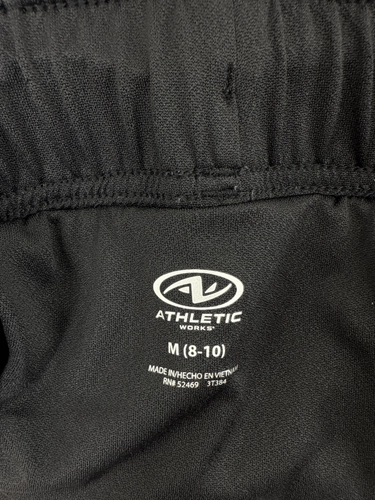 ATHLETIC
WORKS®
M (8-10)
MADE IN/HECHO EN VIETNAM
RN# 52469 3T384